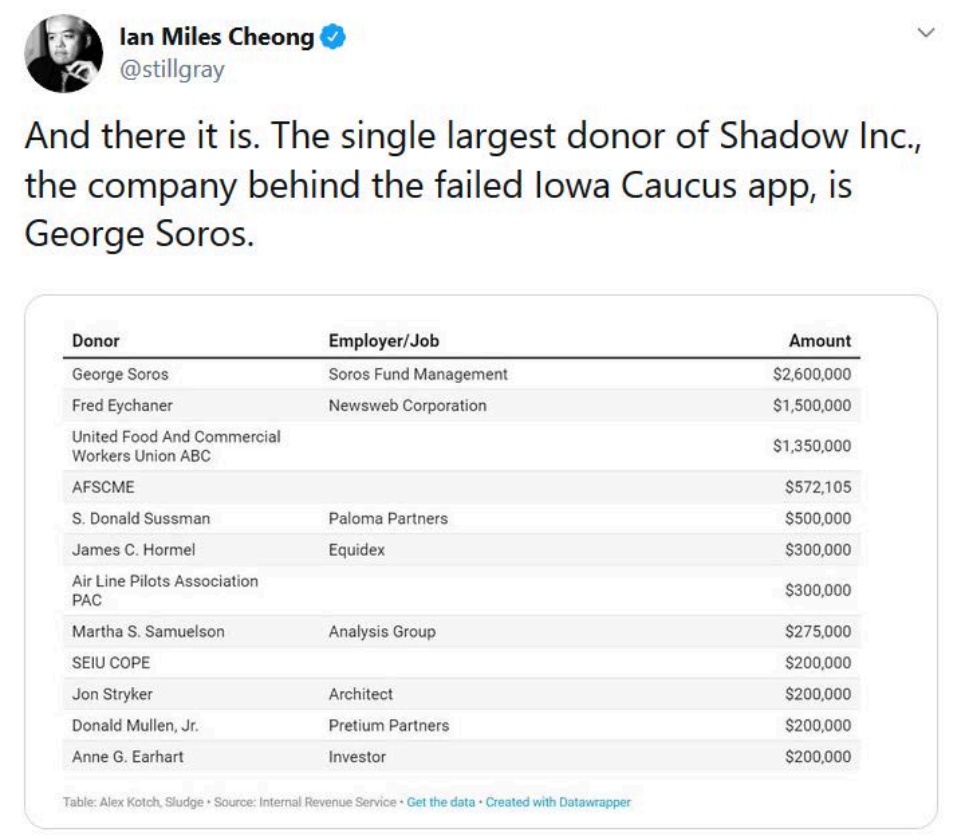 Ian Miles Cheong
@stillgray
And there it is. The single largest donor of Shadow Inc.,
the company behind the failed Iowa Caucus app, is
George Soros.
Donor Employer/Job Amount
George Soros Soros Fund Management $2,600,000
Fred Eychaner Newsweb Corporation $1,500,000
United Food And Commercial
Workers Union ABC $1,350,000
AFSCME $572,105
S. Donald Sussman Paloma Partners $500,000
James C. Hormel Equidex $300,000
Air Line Pilots Association
PAC $300,000
Martha S. Samuelson Analysis Group $275,000
SEIU COPE $200,000
Jon Stryker Architect $200,000
Donald Mullen, Jr. Pretium Partners $200,000
Anne G. Earhart Investor $200,000
Table: Alex Kotch, Sludge • Source: Internal Revenue Service • Get the data • Created with Datawrapper